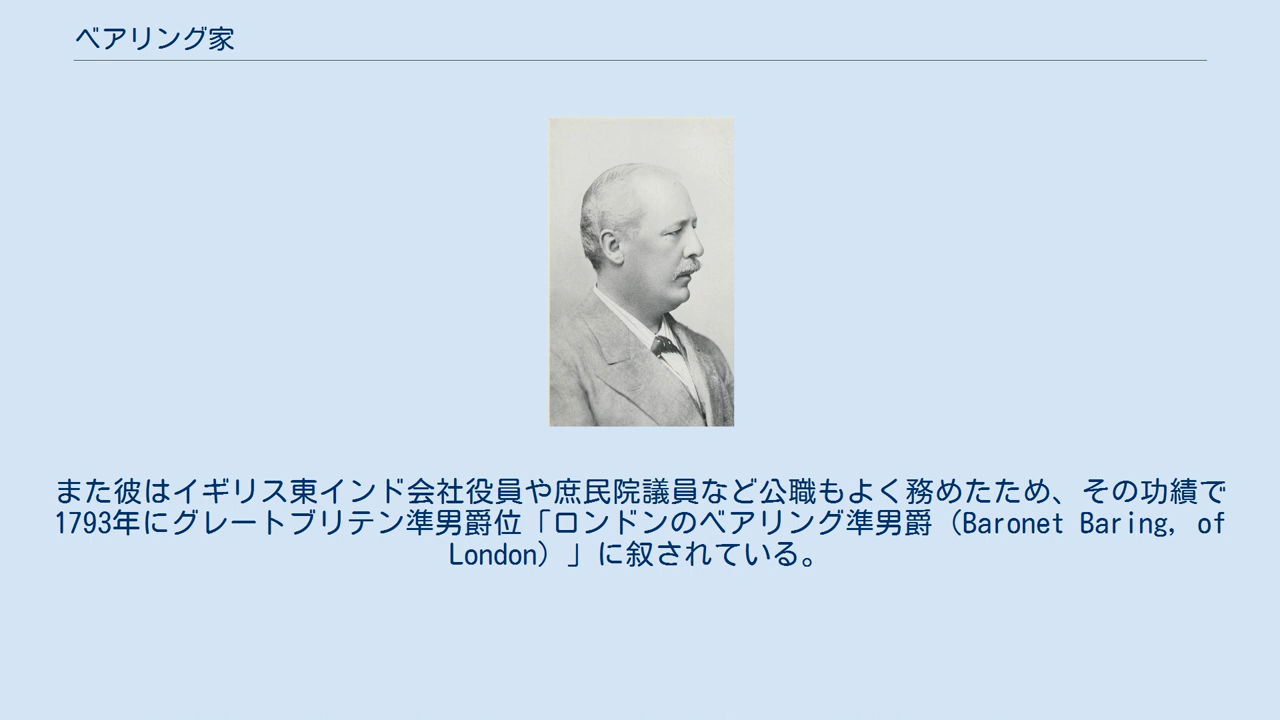 ベアリング家
また彼はイギリス東インド会社役員や庶民院議員など公職もよく務めたため、その功績で
1793年にグレートブリテン準男爵位「ロンドンのベアリング準男爵（Baronet Baring, of
London）」に叙されている。